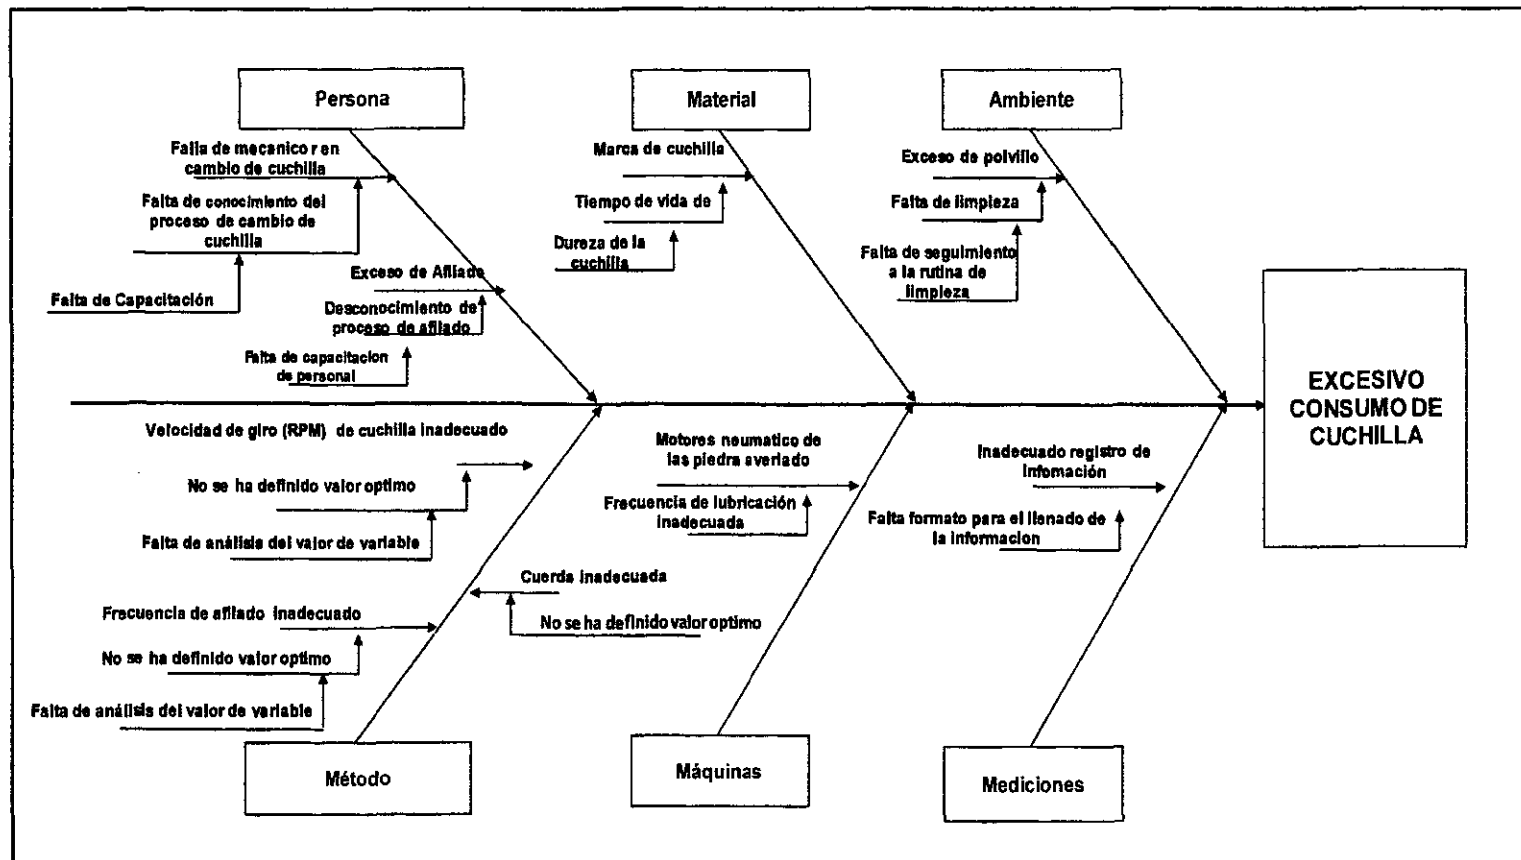 Persona
Material
Ambiente
Falla de mecanico r en
cambio de cuchilla
Falta de conocimiento del
proceso de cambio de
cuchilla
Falta de Capacitación
Exceso de Afilado
Desconocimiento de
proceso de afilado
Falta de capacitacion
de personal
Marca de cuchilla
Tiempo de vida de
Dureza de la
cuchilla
Exceso de polvillo
Falta de limpieza
Falta de seguimiento
a la rutina de
limpieza
EXCESIVO
CONSUMO DE
CUCHILLA
Velocidad de giro (RPM) de cuchilla inadecuado
No se ha definido valor optimo
Falta de análisis del valor de variable
Cuerda inadecuada
No se ha definido valor optimo
Frecuencia de afilado inadecuado
No se ha definido valor optimo
Falta de análisis del valor de variable
Motores neumatico de
las piedra averiado
Frecuencia de lubricación
inadecuada
Inadecuado registro de
infomación
Falta formato para el llenado de
la informacion
Método
Máquinas
Mediciones